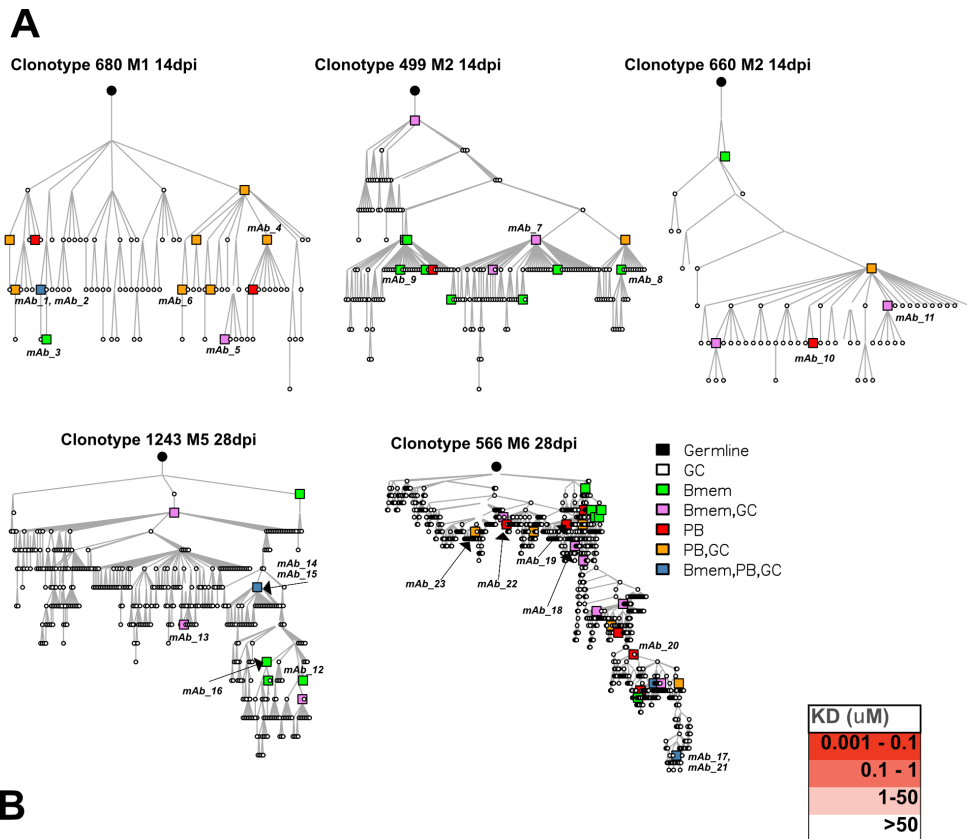 A
Clonotype 680 M1 14dpi
Clonotype 499 M2 14dpi
Clonotype 660 M2 14dpi
mAb_4
mAb_7
mAb_9
mAb_8
mAb_1, mAb_2
mAb_6
mAb_11
mAb_3
mAb_5
mAb_10
Clonotype 1243 M5 28dpi
Clonotype 566 M6 28dpi
Germline
GC
Bmem
Bmem,GC
PB
PB,GC
Bmem,PB,GC
mAb_14
mAb_15
mAb_19
mAb_23
mAb_22
mAb_18
mAb_13
mAb_20
mAb_12
mAb_16
mAb_17,
mAb_21
KD (uM)
0.001 - 0.1
0.1 - 1
1-50
>50
B